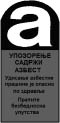 a
УПОЗОРЕЊЕ
САДРЖИ
АЗБЕСТ
Удисање азбестне
прашине је опасно
по здравље
Пратите
безбедносна
упутства